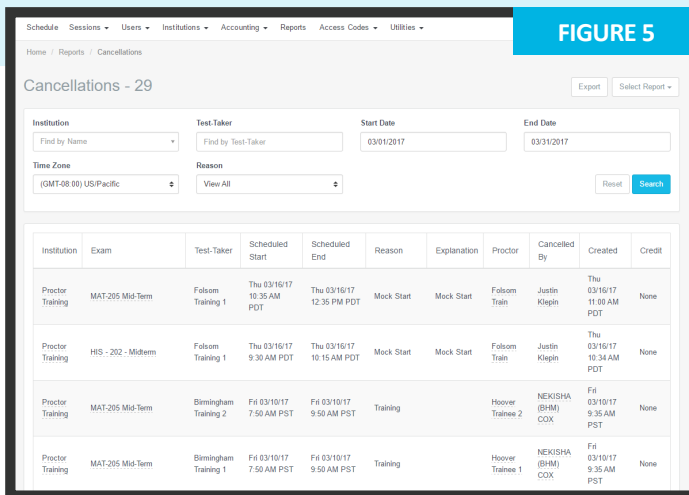 Schedule Sessions Users Institutions Accounting Reports Access Codes Utilities
FIGURE 5
Home / Reports / Cancellations
Cancellations - 29
Export Select Report
Institution Test-Taker Start Date End Date
Find by Name Find by Test-Taker 03/01/2017 03/31/2017
Time Zone Reason
(GMT-08:00) US/Pacific View All Reset Search
Institution Exam Test-Taker Scheduled Start Scheduled End Reason Explanation Proctor Cancelled By Created Credit
Proctor Training MAT-205 Mid-Term Folsom Training 1 Thu 03/16/17 10:35 AM PDT Thu 03/16/17 12:35 PM PDT Mock Start Mock Start Folsom Train Justin Klepin Thu 03/16/17 11:00 AM PDT None
Proctor Training HIS - 202 - Midterm Folsom Training 1 Thu 03/16/17 9:30 AM PDT Thu 03/16/17 10:15 AM PDT Mock Start Mock Start Folsom Train Justin Klepin Thu 03/16/17 10:34 AM PDT None
Proctor Training MAT-205 Mid-Term Birmingham Training 2 Fri 03/10/17 7:50 AM PST Fri 03/10/17 9:50 AM PST Training Hoover Trainee 2 NEKISHA (BHM) COX Fri 03/10/17 9:35 AM PST None
Proctor Training MAT-205 Mid-Term Birmingham Training 1 Fri 03/10/17 7:50 AM PST Fri 03/10/17 9:50 AM PST Training Hoover Trainee 1 NEKISHA (BHM) COX Fri 03/10/17 9:35 AM PST None